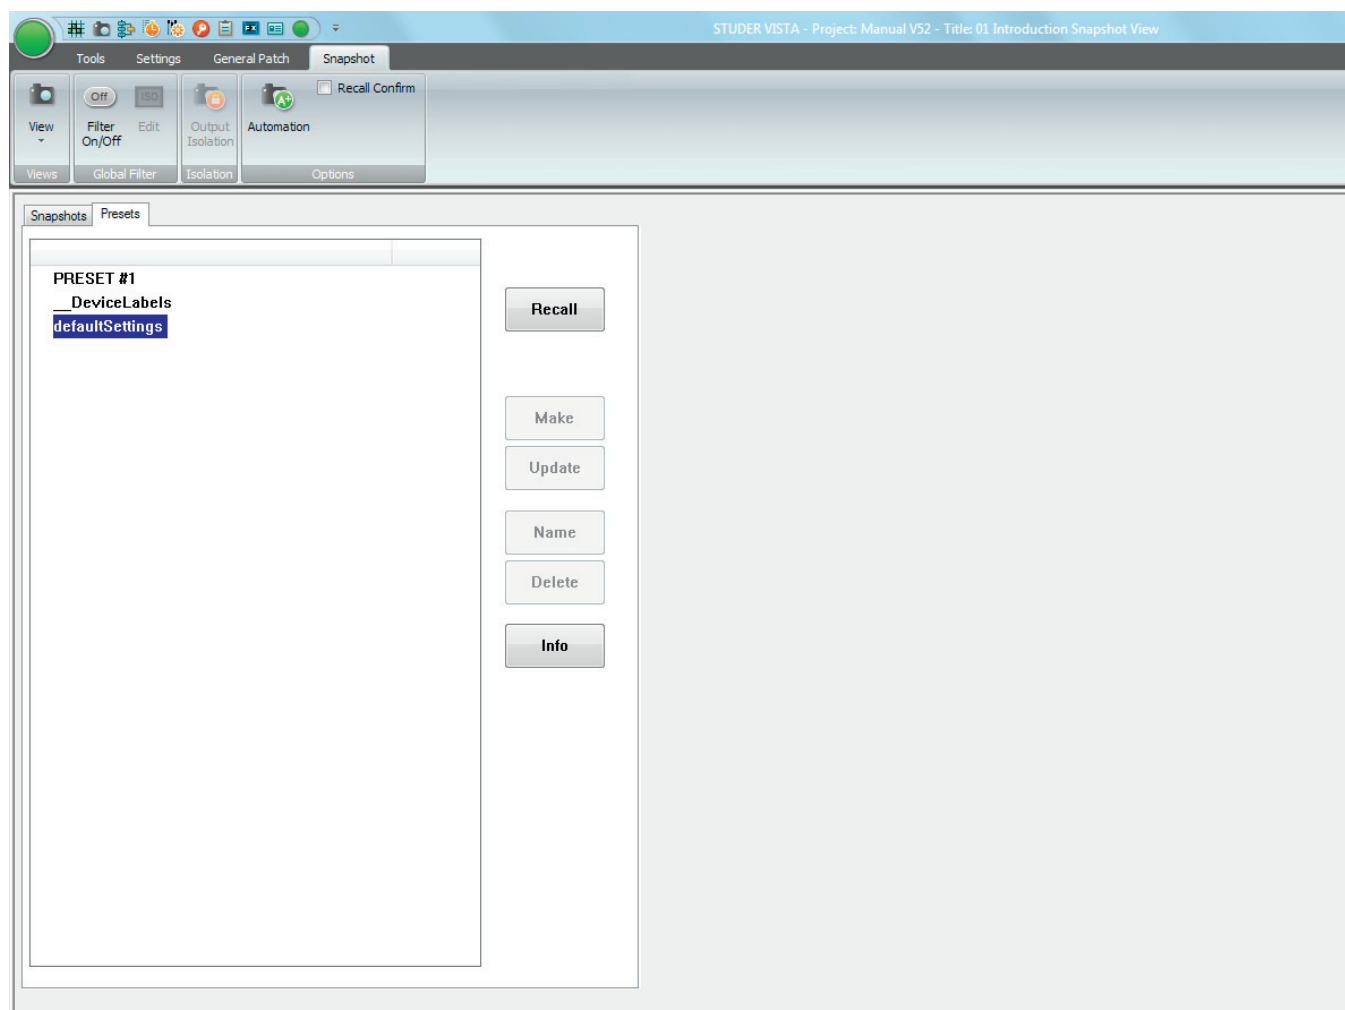 STUDER VISTA - Project: Manual V52 - Title: 01 Introduction Snapshot View
Tools Settings General Patch Snapshot
Off ISO Recall Confirm
View Filter On/Off Edit Output Isolation Automation
Views Global Filter Isolation Options
Snapshots Presets
PRESET #1
__DeviceLabels
defaultSettings
Recall
Make
Update
Name
Delete
Info